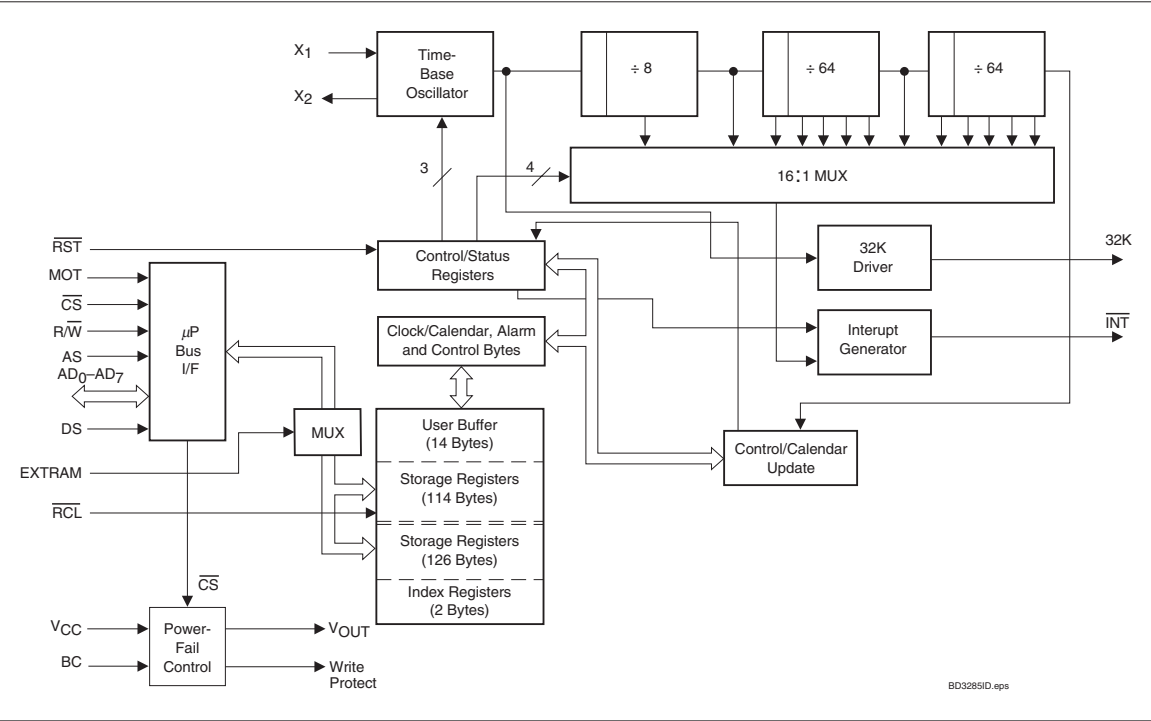 X1
X2
Time-
Base
Oscillator
÷ 8
÷ 64
÷ 64
3
4
16:1 MUX
RST
MOT
CS
R/W
AS
AD0–AD7
DS
EXTRAM
RCL
µP
Bus
I/F
Control/Status
Registers
32K
Driver
32K
Clock/Calendar, Alarm
and Control Bytes
Interupt
Generator
INT
MUX
User Buffer
(14 Bytes)
Storage Registers
(114 Bytes)
Storage Registers
(126 Bytes)
Index Registers
(2 Bytes)
Control/Calendar
Update
CS
VCC
BC
Power-
Fail
Control
VOUT
Write
Protect
BD3285ID.eps